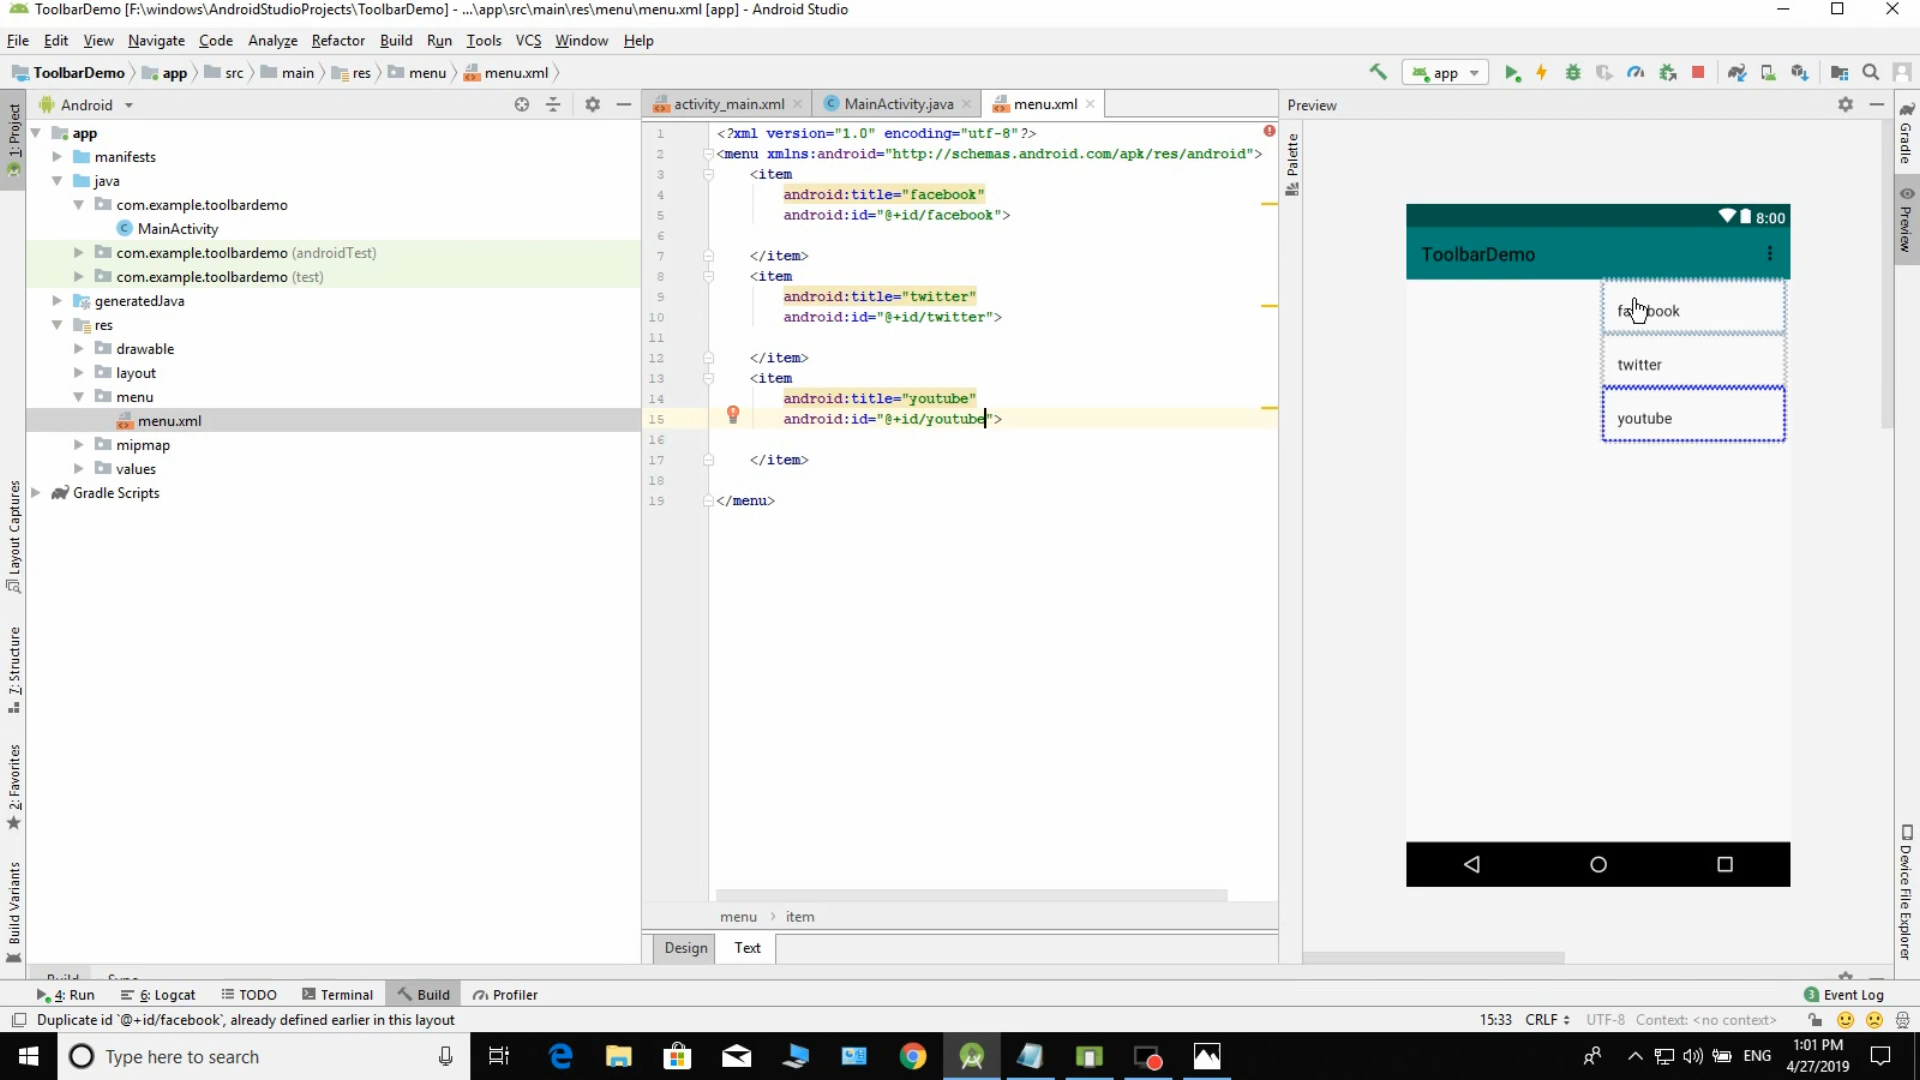 ToolbarDemo [F:\windows\AndroidStudioProjects\ToolbarDemo] - ...\app\src\main\res\menu\menu.xml [app] - Android Studio
File Edit View Navigate Code Analyze Refactor Build Run Tools VCS Window Help
ToolbarDemo app src main res menu menu.xml app
Android
activity_main.xml MainActivity.java menu.xml
Preview
1: Project
Layout Captures
7: Structure
2: Favorites
Build Variants
app
manifests
java
com.example.toolbardemo
MainActivity
com.example.toolbardemo (androidTest)
com.example.toolbardemo (test)
generatedJava
res
drawable
layout
menu
menu.xml
mipmap
values
Gradle Scripts
1 <?xml version="1.0" encoding="utf-8"?>
2 <menu xmlns:android="http://schemas.android.com/apk/res/android">
3 <item
4 android:title="facebook"
5 android:id="@+id/facebook">
6
7 </item>
8 <item
9 android:title="twitter"
10 android:id="@+id/twitter">
11
12 </item>
13 <item
14 android:title="youtube"
15 android:id="@+id/youtube">
16
17 </item>
18
19 </menu>
menu > item
Design Text
Palette
8:00
ToolbarDemo
twitter
youtube
Gradle
Preview
Device File Explorer
4: Run 6: Logcat TODO Terminal Build Profiler
3 Event Log
Duplicate id `@+id/facebook`, already defined earlier in this layout
15:33 CRLF UTF-8 Context: <no context>
Type here to search
ENG
1:01 PM
4/27/2019